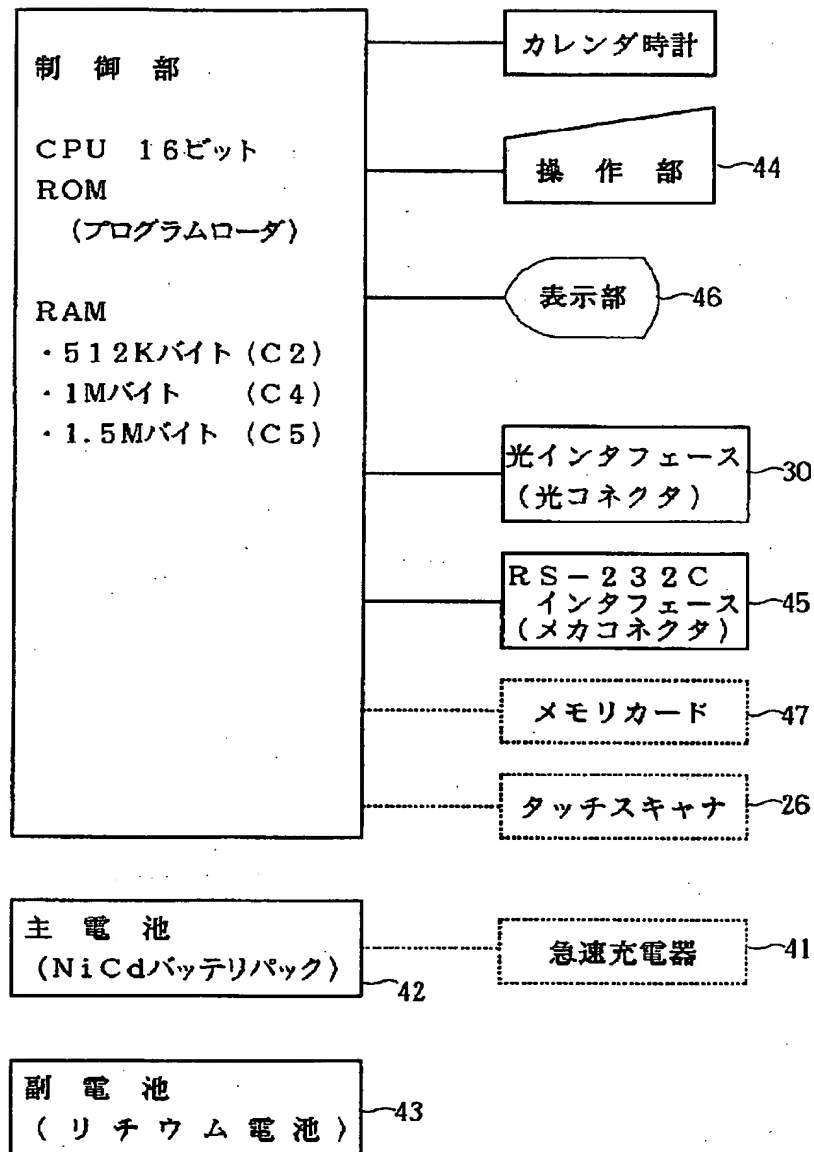 制御部
CPU 16ビット
ROM
(プログラムローダ)
RAM
・512Kバイト (C2)
・1Mバイト (C4)
・1.5Mバイト (C5)
カレンダ時計
操作部
44
表示部
46
光インタフェース
(光コネクタ)
30
RS-232C
インタフェース
(メカコネクタ)
45
メモリカード
47
タッチスキャナ
26
主電池
(NiCdバッテリパック)
42
急速充電器
41
副電池
(リチウム電池)
43